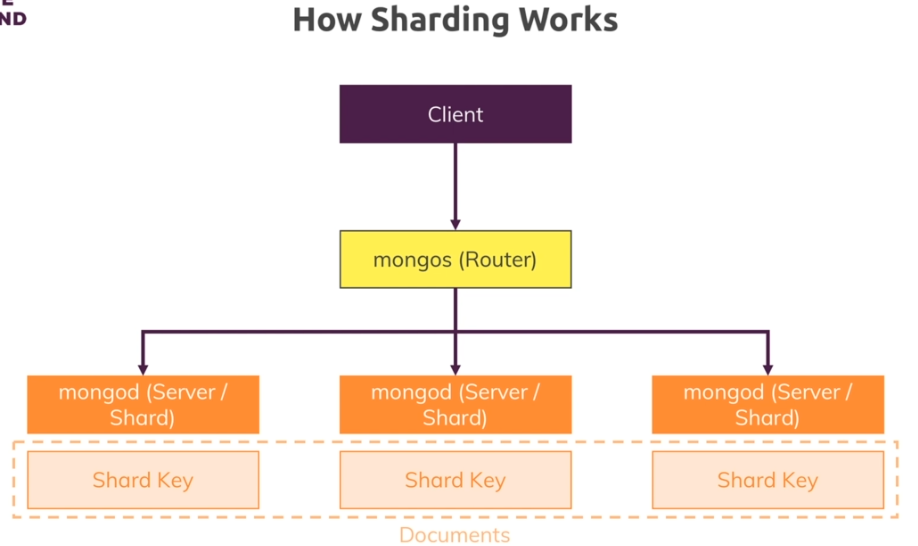 ND
How Sharding Works
Client
mongos (Router)
mongod (Server /
Shard)
mongod (Server /
Shard)
mongod (Server /
Shard)
Shard Key
Shard Key
Shard Key
Documents